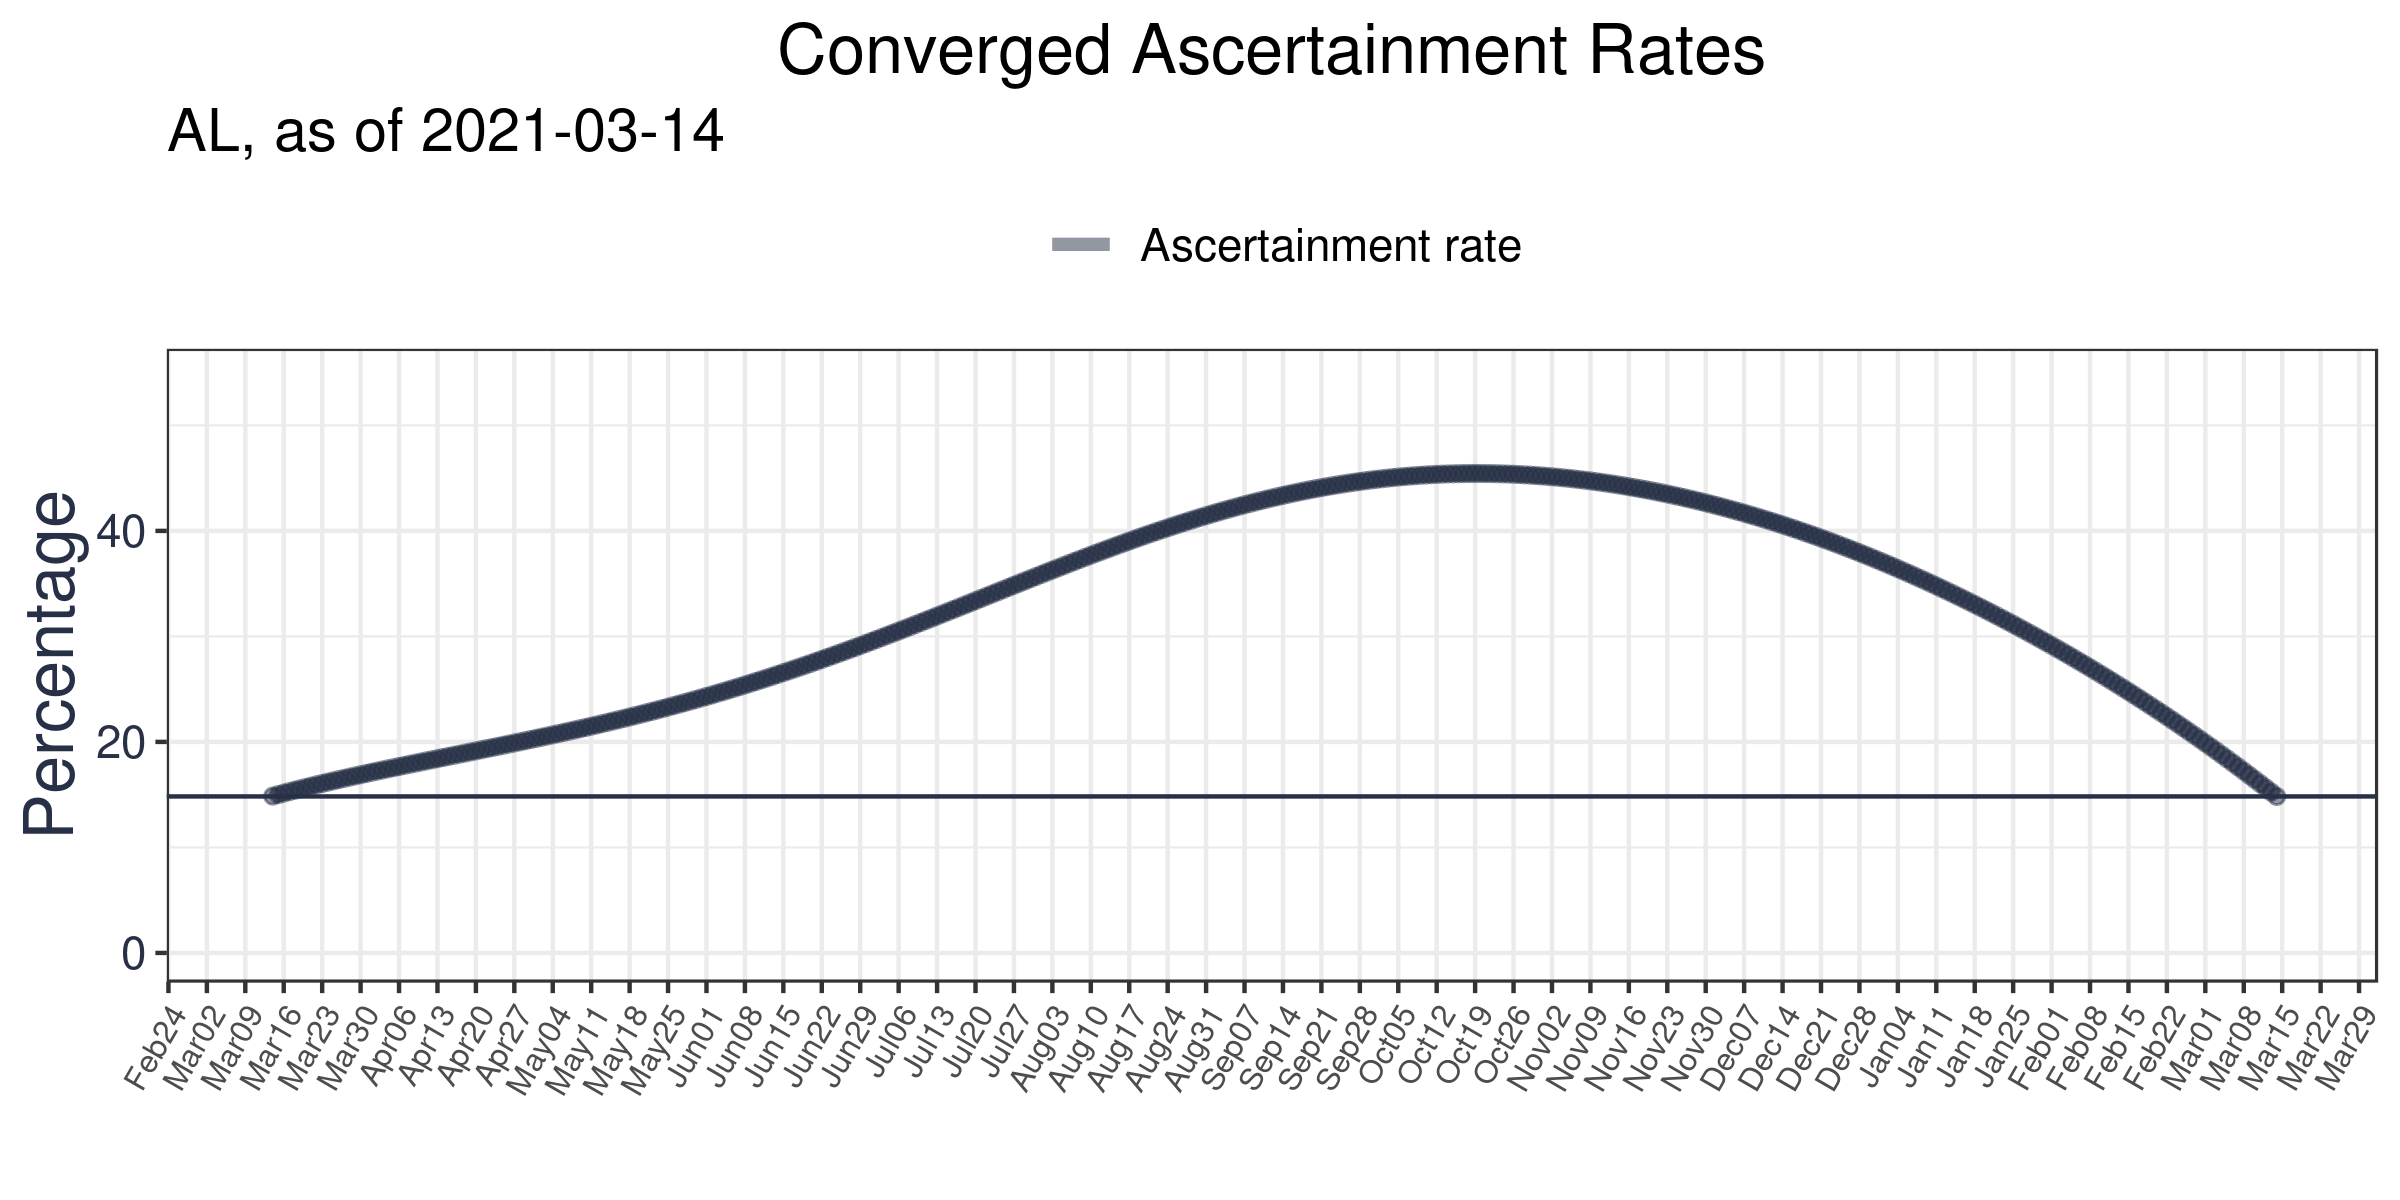 Converged Ascertainment Rates
AL, as of 2021-03-14
Ascertainment rate
Percentage
40
20
0
Feb24
Mar02
Mar09
Mar16
Mar23
Mar30
Apr06
Apr13
Apr20
Apr27
May04
May11
May18
May25
Jun01
Jun08
Jun15
Jun22
Jun29
Jul06
Jul13
Jul20
Jul27
Aug03
Aug10
Aug17
Aug24
Aug31
Sep07
Sep14
Sep21
Sep28
Oct05
Oct12
Oct19
Oct26
Nov02
Nov09
Nov16
Nov23
Nov30
Dec07
Dec14
Dec21
Dec28
Jan04
Jan11
Jan18
Jan25
Feb01
Feb08
Feb15
Feb22
Mar01
Mar08
Mar15
Mar22
Mar29